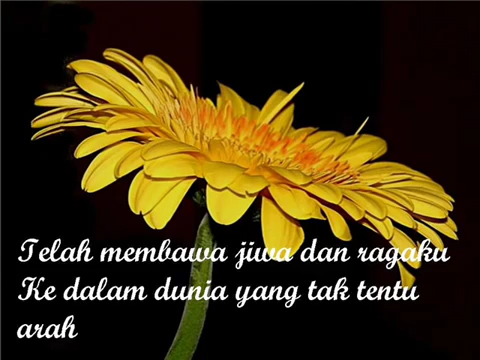 Telah membawa jiwa dan ragaku
Ke dalam dunia yang tak tentu
arah